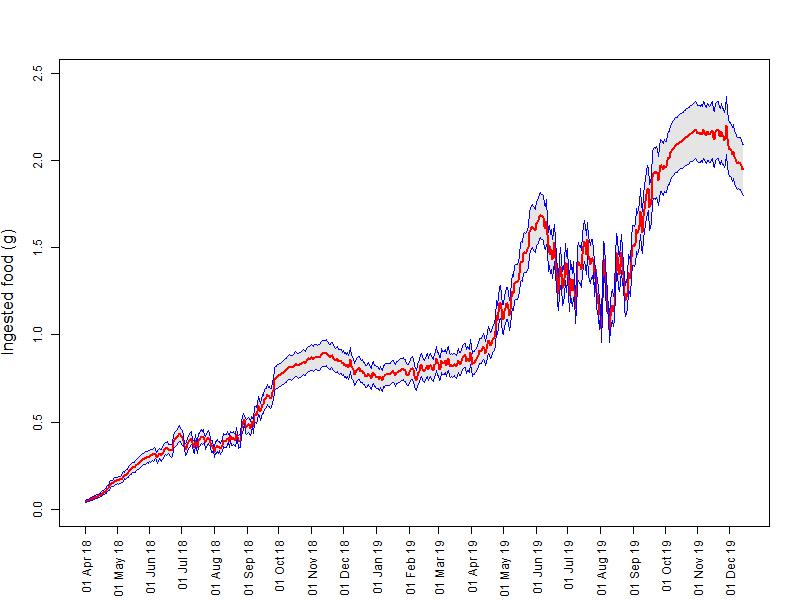 Ingested food (g)
2.5
2.0
1.5
1.0
0.5
0.0
01 Apr 18
01 May 18
01 Jun 18
01 Jul 18
01 Aug 18
01 Sep 18
01 Oct 18
01 Nov 18
01 Dec 18
01 Jan 19
01 Feb 19
01 Mar 19
01 Apr 19
01 May 19
01 Jun 19
01 Jul 19
01 Aug 19
01 Sep 19
01 Oct 19
01 Nov 19
01 Dec 19